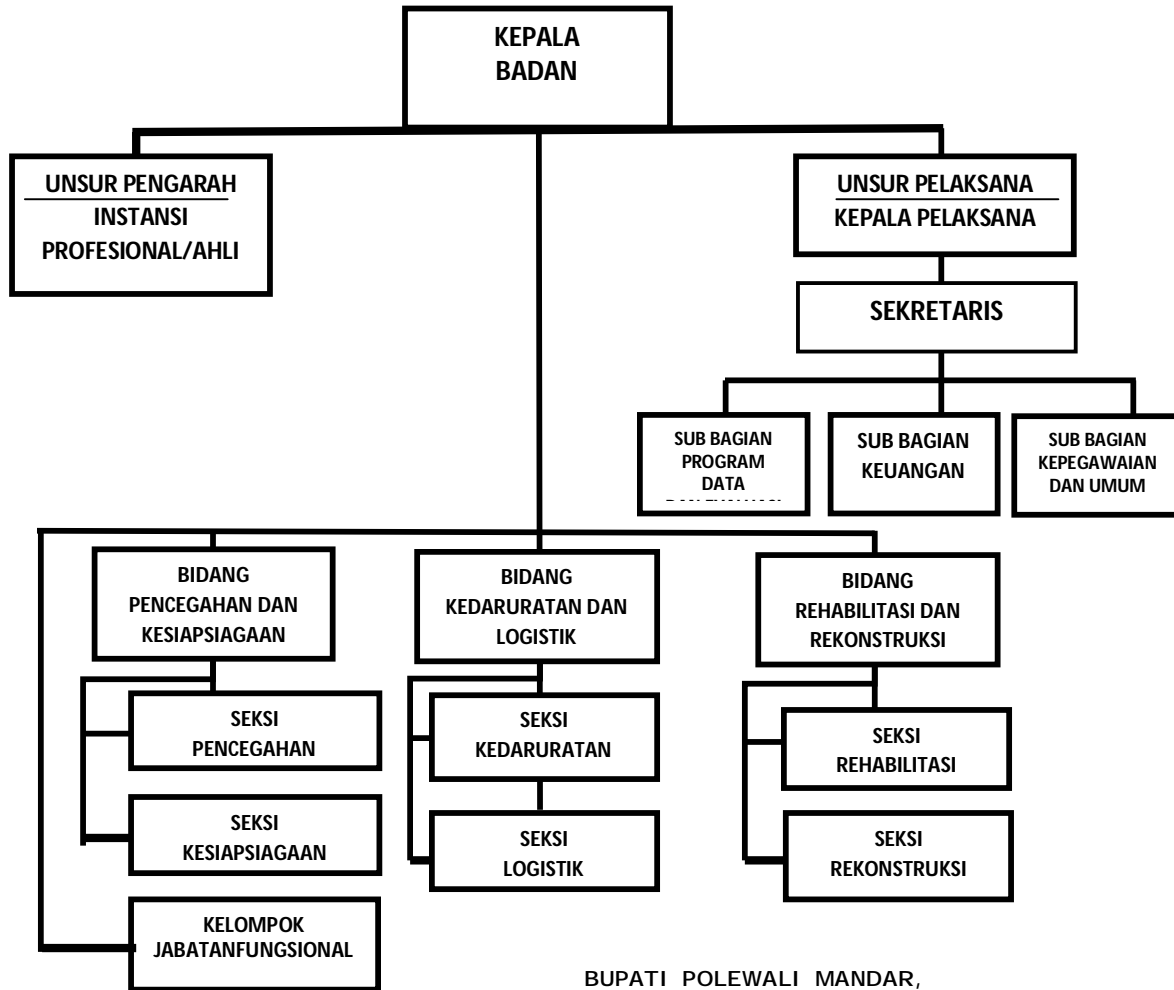 KEPALA
BADAN
UNSUR PENGARAH
INSTANSI
PROFESIONAL/AHLI
UNSUR PELAKSANA
KEPALA PELAKSANA
SEKRETARIS
SUB BAGIAN
PROGRAM
DATA
SUB BAGIAN
KEUANGAN
SUB BAGIAN
KEPEGAWAIAN
DAN UMUM
BIDANG
PENCEGAHAN DAN
KESIAPSIAGAAN
BIDANG
KEDARURATAN DAN
LOGISTIK
BIDANG
REHABILITASI DAN
REKONSTRUKSI
SEKSI
PENCEGAHAN
SEKSI
KEDARURATAN
SEKSI
REHABILITASI
SEKSI
KESIAPSIAGAAN
SEKSI
LOGISTIK
SEKSI
REKONSTRUKSI
KELOMPOK
JABATANFUNGSIONAL
BUPATI POLEWALI MANDAR,